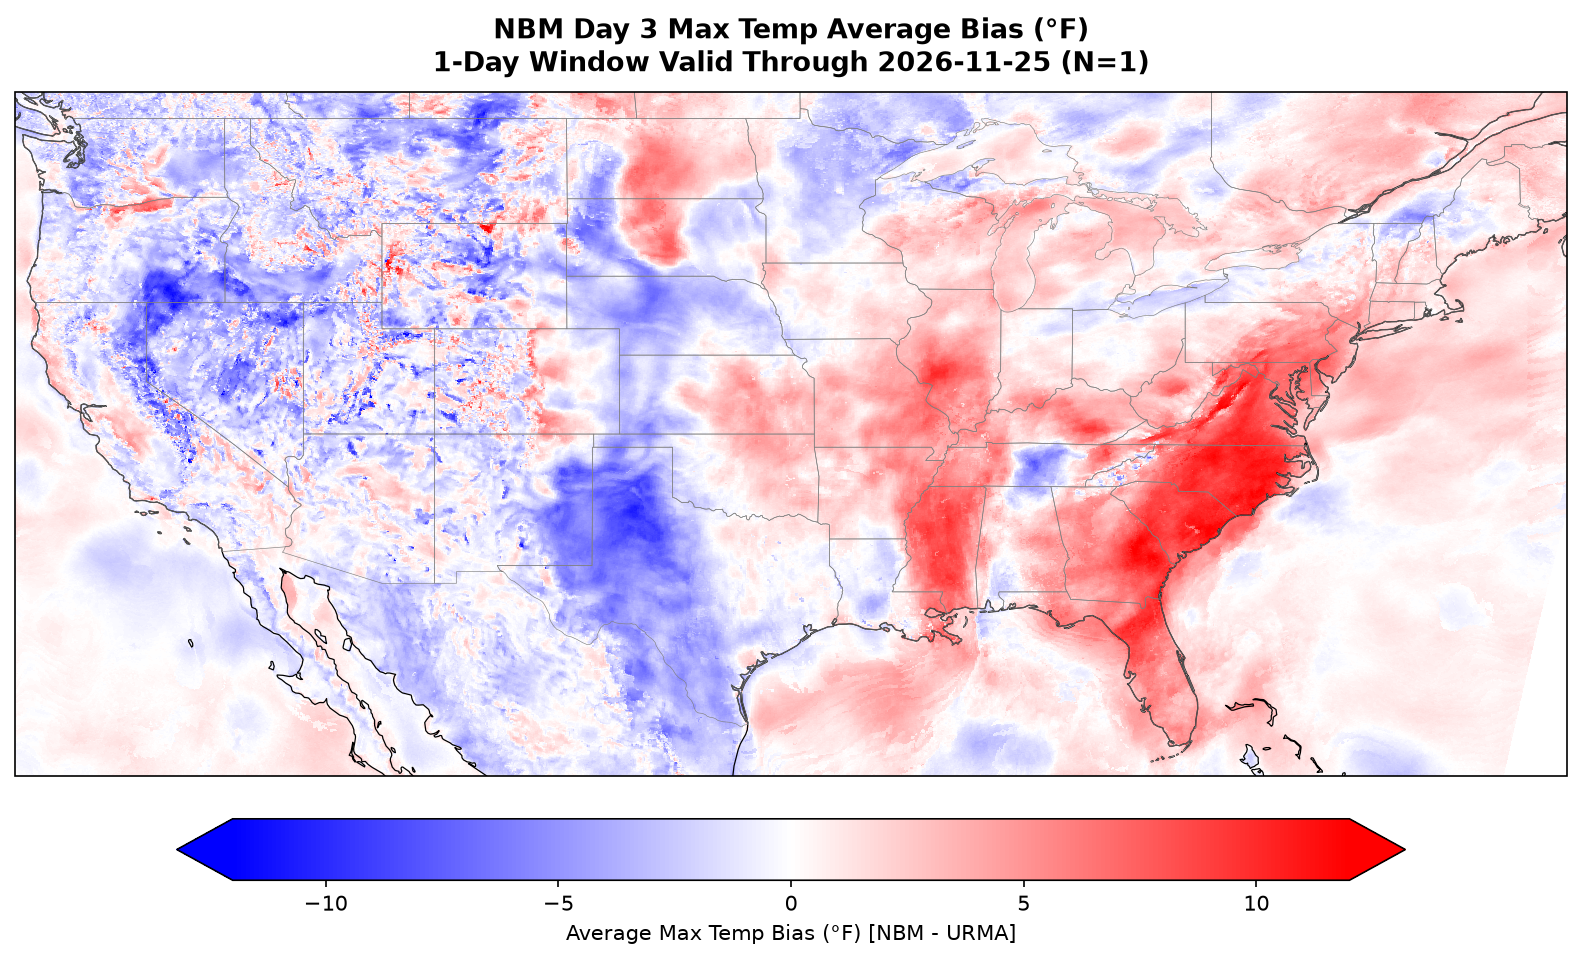 NBM Day 3 Max Temp Average Bias (°F)
1-Day Window Valid Through 2026-11-25 (N=1)
−10 −5 0 5 10
Average Max Temp Bias (°F) [NBM - URMA]